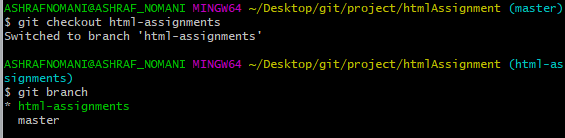 ASHRAFNOMANI@ASHRAF_NOMANI MINGW64 ~/Desktop/git/project/htmlAssignment (master)
$ git checkout html-assignments
Switched to branch 'html-assignments'
ASHRAFNOMANI@ASHRAF_NOMANI MINGW64 ~/Desktop/git/project/htmlAssignment (html-as
signments)
$ git branch
* html-assignments
master